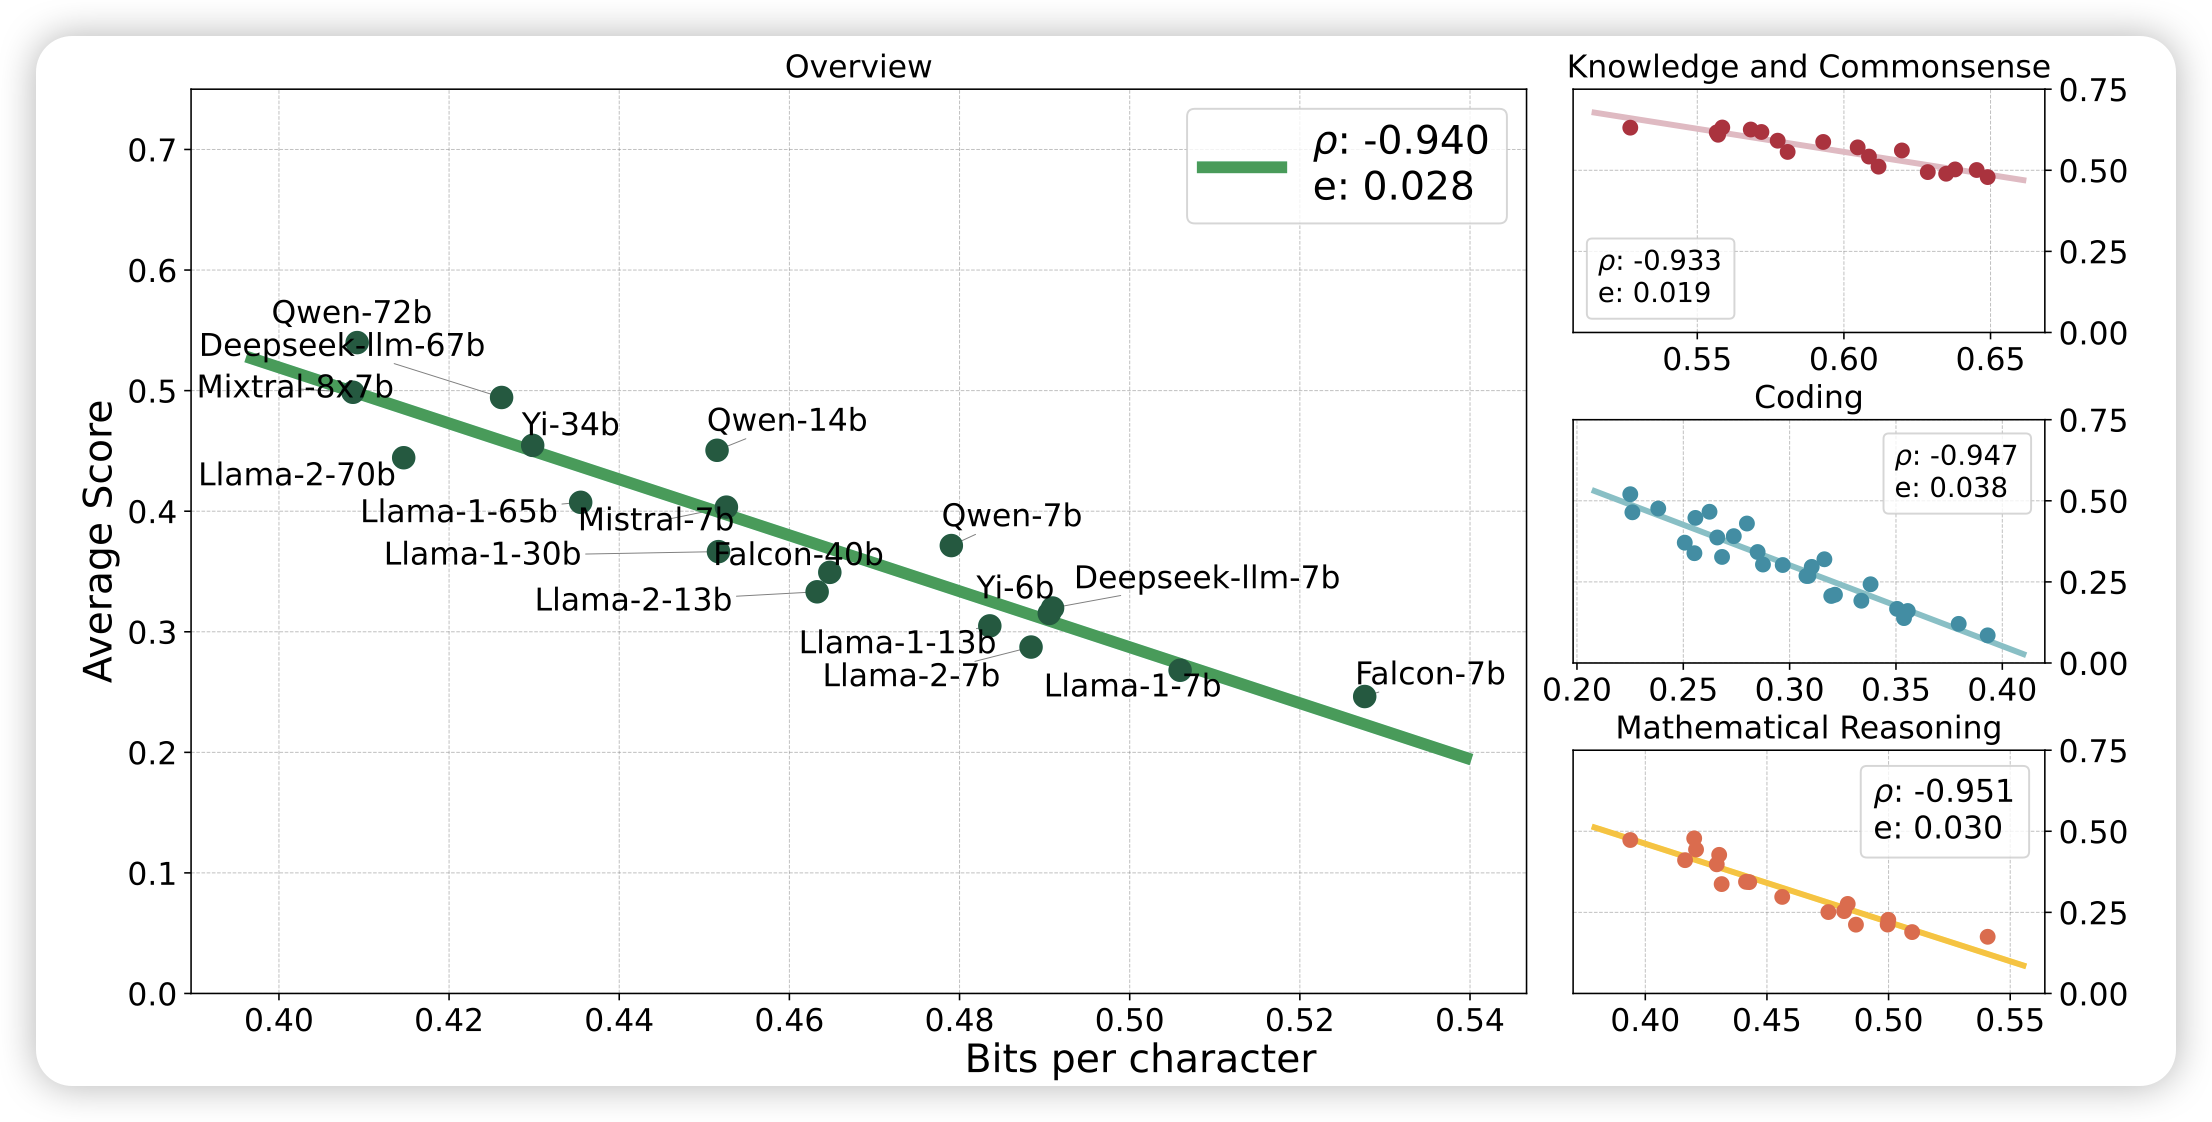 Overview
ρ: -0.940
e: 0.028
Average Score
0.7
0.6
0.5
0.4
0.3
0.2
0.1
0.0
Qwen-72b
Deepseek-llm-67b
Mixtral-8x7b
Yi-34b
Qwen-14b
Llama-2-70b
Llama-1-65b
Mistral-7b
Qwen-7b
Llama-1-30b
Falcon-40b
Llama-2-13b
Yi-6b
Deepseek-llm-7b
Llama-1-13b
Llama-2-7b
Llama-1-7b
Falcon-7b
0.40 0.42 0.44 0.46 0.48 0.50 0.52 0.54
Bits per character
Knowledge and Commonsense
0.75
0.50
0.25
0.00
ρ: -0.933
e: 0.019
0.55 0.60 0.65
Coding
0.75
0.50
0.25
0.00
ρ: -0.947
e: 0.038
0.20 0.25 0.30 0.35 0.40
Mathematical Reasoning
0.75
0.50
0.25
0.00
ρ: -0.951
e: 0.030
0.40 0.45 0.50 0.55